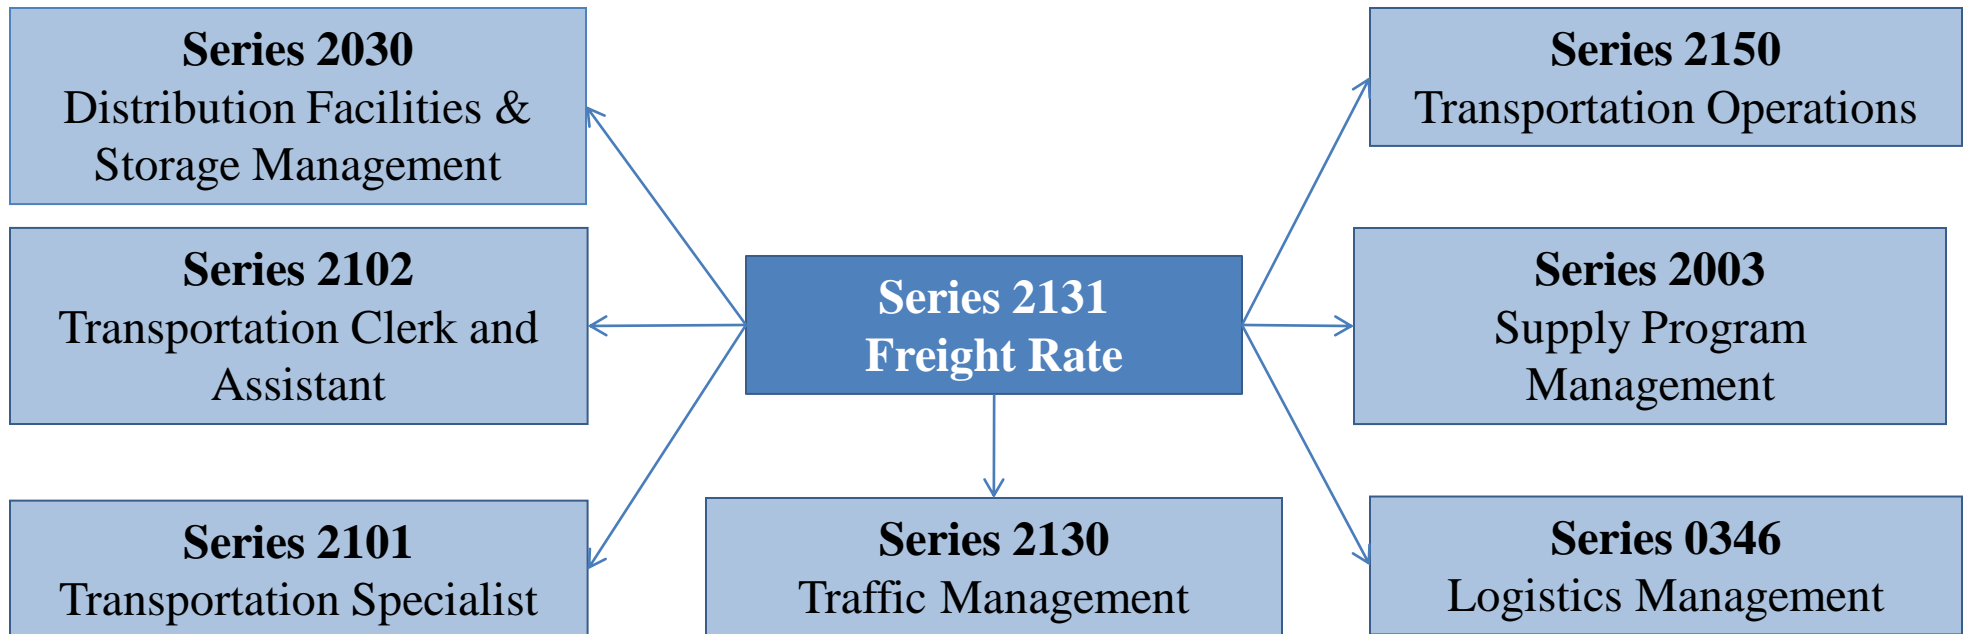 Series 2030
Distribution Facilities &
Storage Management
Series 2150
Transportation Operations
Series 2102
Transportation Clerk and
Assistant
Series 2131
Freight Rate
Series 2003
Supply Program
Management
Series 2101
Transportation Specialist
Series 2130
Traffic Management
Series 0346
Logistics Management